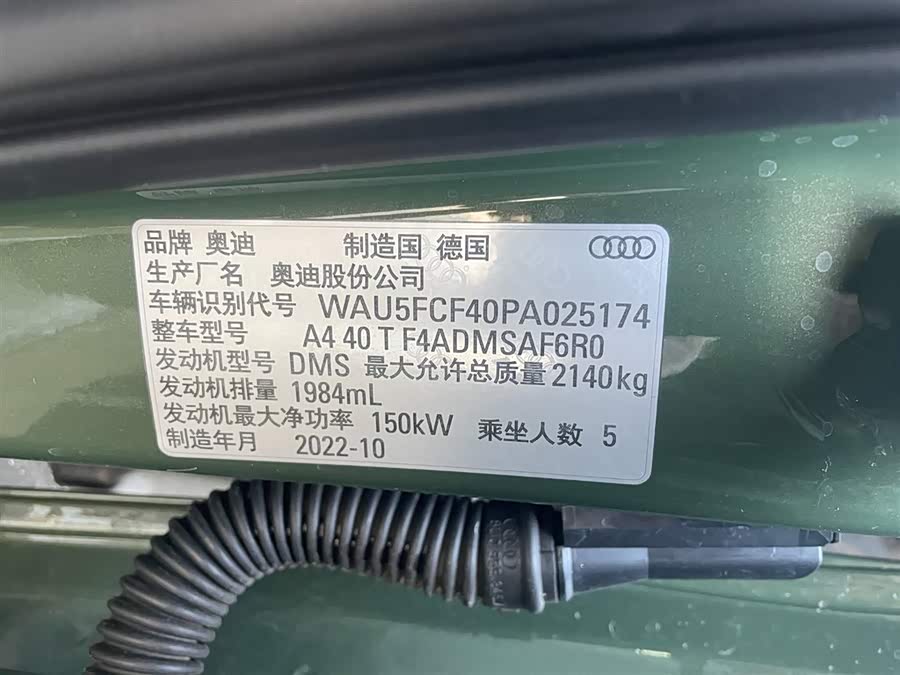 品牌 奥迪 制造国 德国
生产厂名 奥迪股份公司
车辆识别代号 WAU5FCF40PA025174
整车型号 A4 40 T F4ADMSAF6R0
发动机型号 DMS 最大允许总质量 2140kg
发动机排量 1984mL
发动机最大净功率 150kW 乘坐人数 5
制造年月 2022-10